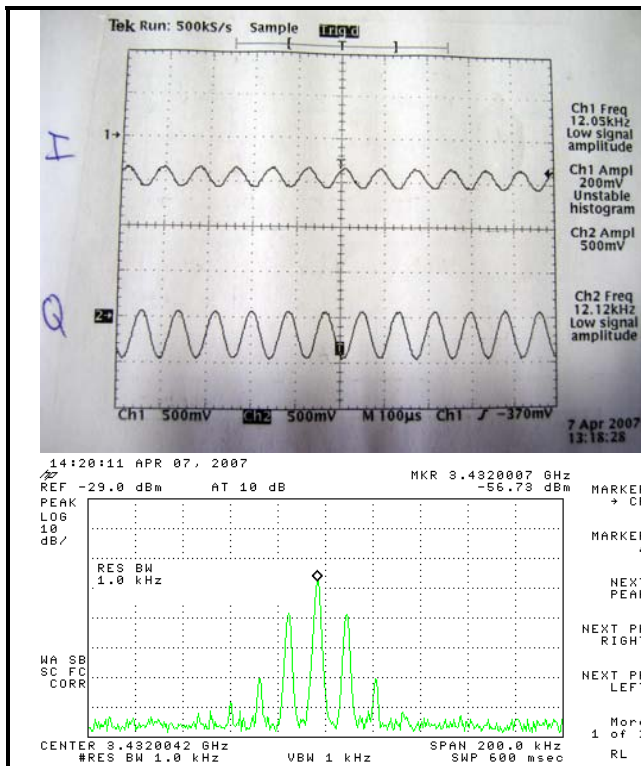 Tek Run: 500kS/s Sample Trig'd
T
1→
I
T
Ch1 Freq
12.05kHz
Low signal
amplitude
Ch1 Ampl
200mV
Unstable
histogram
Ch2 Ampl
500mV
Q
2→
T
Ch2 Freq
12.12kHz
Low signal
amplitude
Ch1 500mV Ch2 500mV M 100µs Ch1 ∫ -370mV
7 Apr 2007
13:18:28
14:20:11 APR 07, 2007
hp MKR 3.4320007 GHz
REF -29.0 dBm AT 10 dB -56.73 dBm
PEAK
LOG
10
dB/
RES BW
1.0 kHz
WA SB
SC FC
CORR
MARKER
→
MARKER
NEXT
NEXT
RIGHT
NEXT
LEFT
1 of
RL
CENTER 3.4320042 GHz SPAN 200.0 kHz
#RES BW 1.0 kHz VBW 1 kHz SWP 600 msec